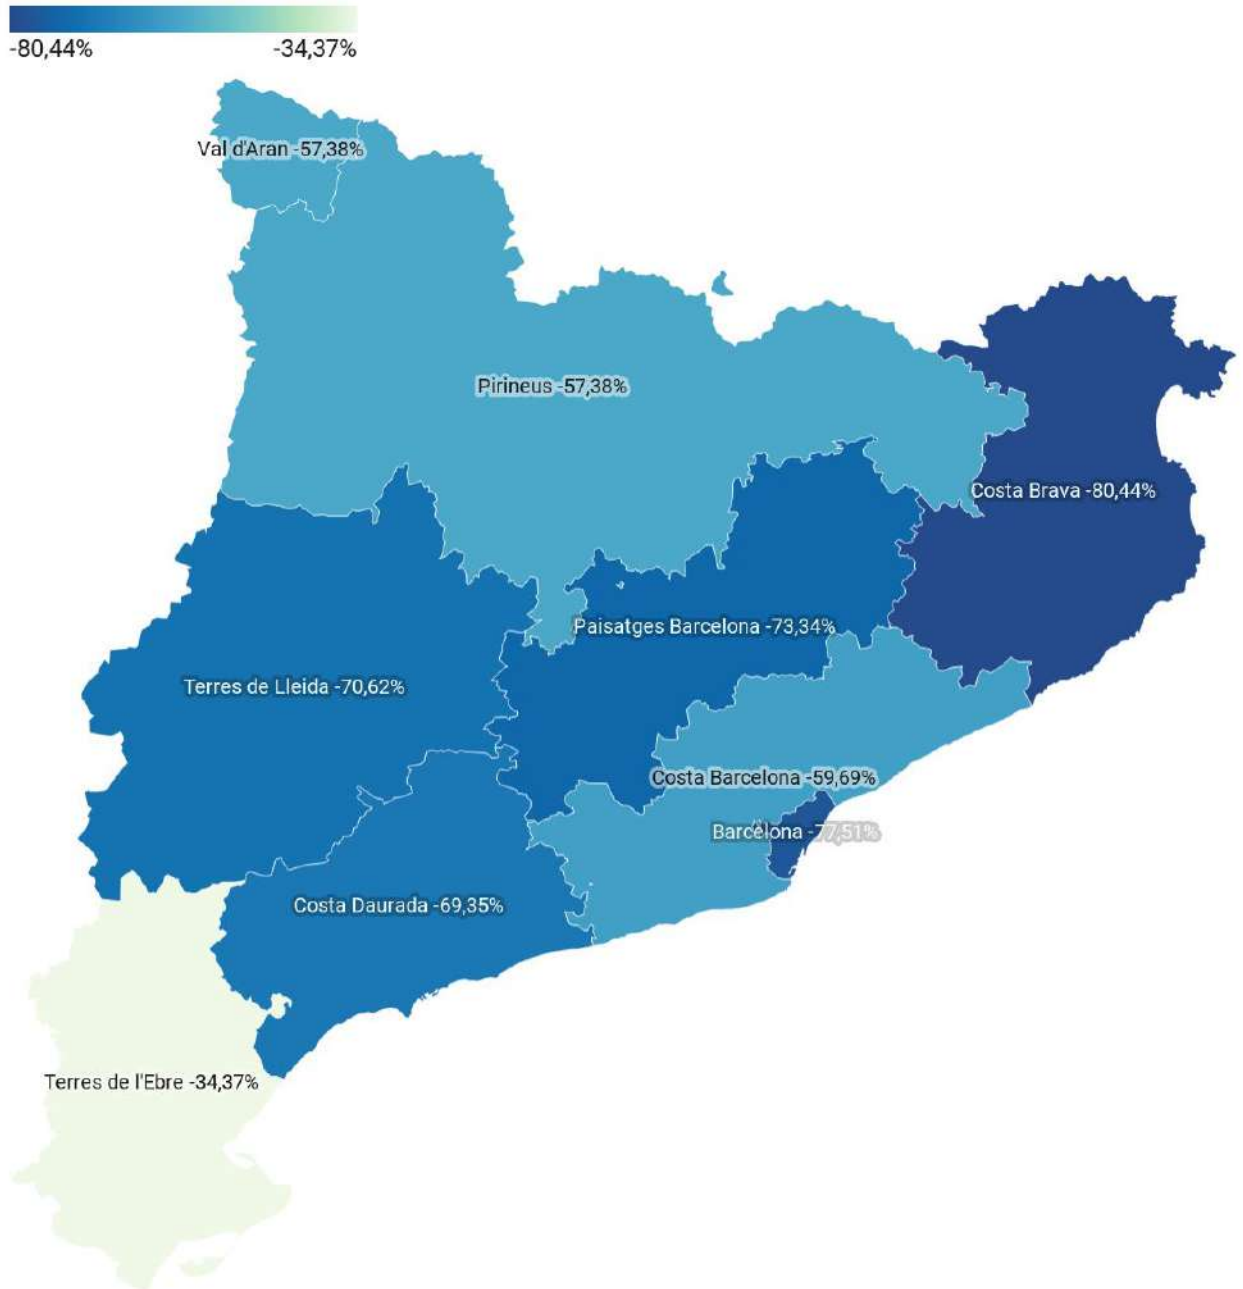 -80,44%
-34,37%
Val d'Aran -57,38%
Pirineus -57,38%
Costa Brava -80,44%
Paisatges Barcelona -73,34%
Terres de Lleida -70,62%
Costa Barcelona -59,69%
Barcelona -77,51%
Costa Daurada -69,35%
Terres de l'Ebre -34,37%